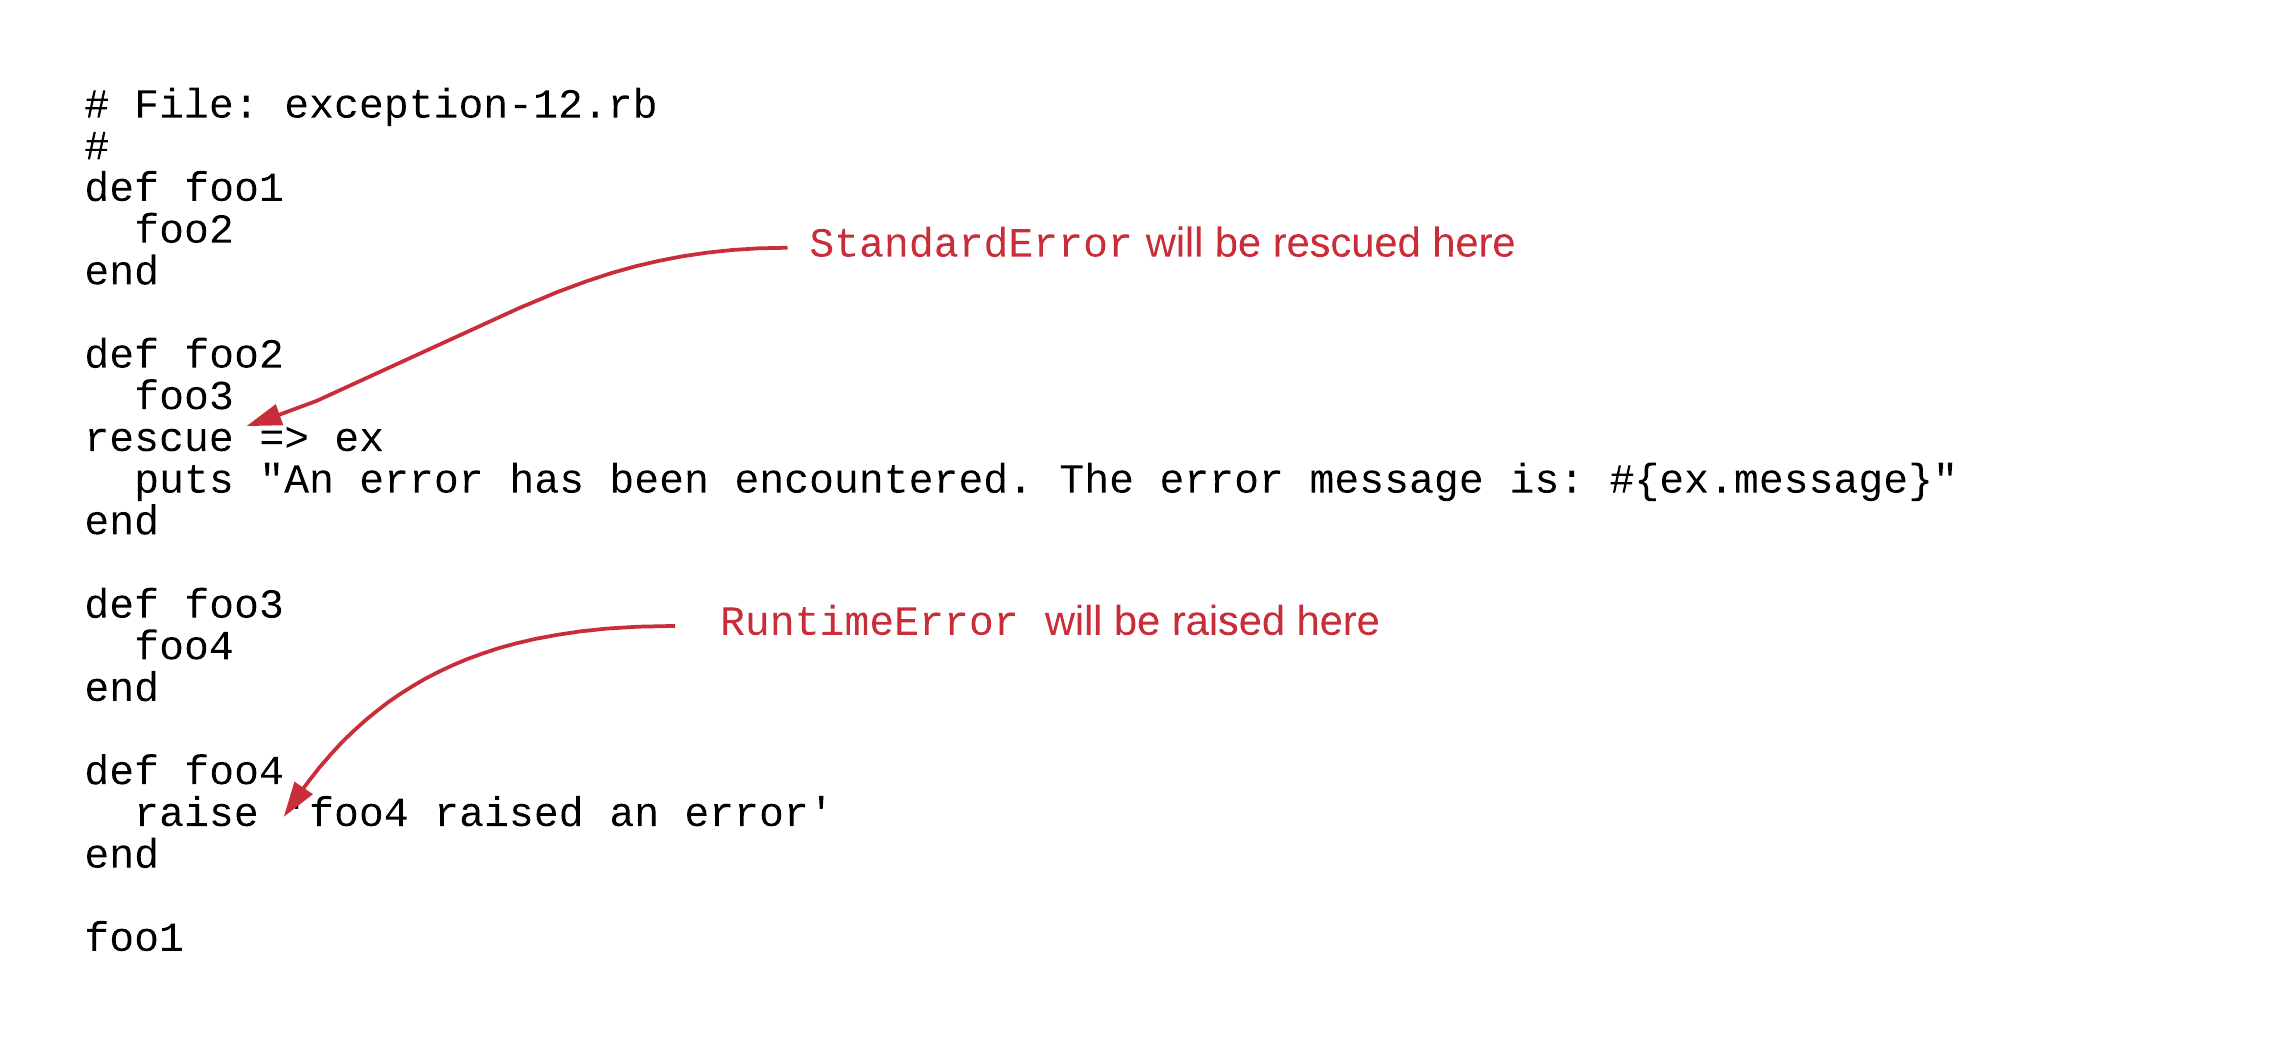 # File: exception-12.rb
#
def foo1
  foo2
end
StandardError will be rescued here
def foo2
  foo3
rescue => ex
  puts "An error has been encountered. The error message is: #{ex.message}"
end
def foo3
  foo4
end
RuntimeError will be raised here
def foo4
  raise 'foo4 raised an error'
end
foo1